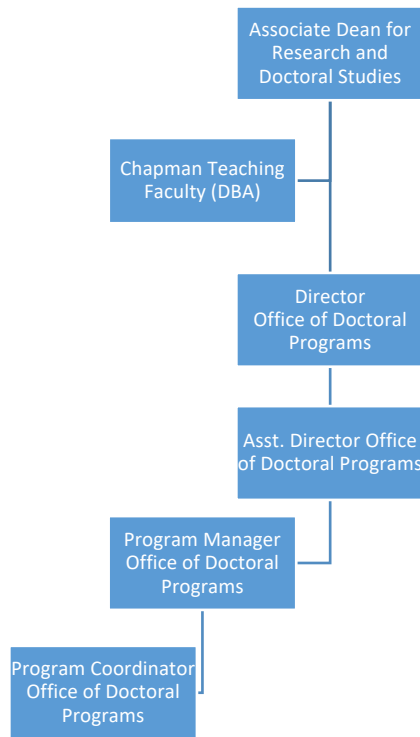 Associate Dean for
Research and
Doctoral Studies
Chapman Teaching
Faculty (DBA)
Director
Office of Doctoral
Programs
Asst. Director Office
of Doctoral Programs
Program Manager
Office of Doctoral
Programs
Program Coordinator
Office of Doctoral
Programs